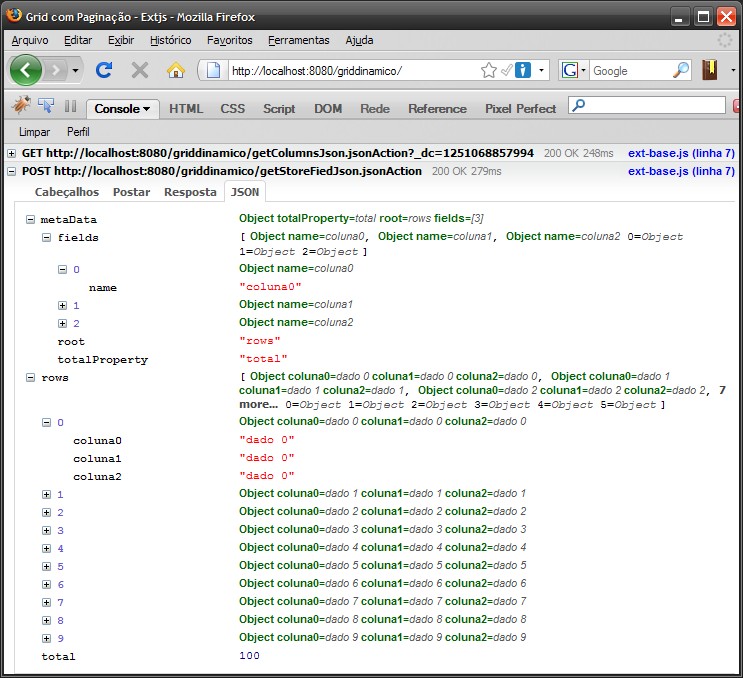 Grid com Paginação - Extjs - Mozilla Firefox
Arquivo Editar Exibir Histórico Favoritos Ferramentas Ajuda
http://localhost:8080/griddinamico/ Google
Console HTML CSS Script DOM Rede Reference Pixel Perfect
Limpar Perfil
GET http://localhost:8080/griddinamico/getColumnsJson.jsonAction?_dc=1251068857994 200 OK 248ms ext-base.js (linha 7)
POST http://localhost:8080/griddinamico/getStoreFiedJson.jsonAction 200 OK 279ms ext-base.js (linha 7)
Cabeçalhos Postar Resposta JSON
metaData Object totalProperty=total root=rows fields=[3]
fields [ Object name=coluna0, Object name=coluna1, Object name=coluna2 0=Object
1=Object 2=Object ]
0 Object name=coluna0
name "coluna0"
1 Object name=coluna1
2 Object name=coluna2
root "rows"
totalProperty "total"
rows [ Object coluna0=dado 0 coluna1=dado 0 coluna2=dado 0, Object coluna0=dado 1
coluna1=dado 1 coluna2=dado 1, Object coluna0=dado 2 coluna1=dado 2 coluna2=dado 2, 7
more... 0=Object 1=Object 2=Object 3=Object 4=Object 5=Object ]
0 Object coluna0=dado 0 coluna1=dado 0 coluna2=dado 0
coluna0 "dado 0"
coluna1 "dado 0"
coluna2 "dado 0"
1 Object coluna0=dado 1 coluna1=dado 1 coluna2=dado 1
2 Object coluna0=dado 2 coluna1=dado 2 coluna2=dado 2
3 Object coluna0=dado 3 coluna1=dado 3 coluna2=dado 3
4 Object coluna0=dado 4 coluna1=dado 4 coluna2=dado 4
5 Object coluna0=dado 5 coluna1=dado 5 coluna2=dado 5
6 Object coluna0=dado 6 coluna1=dado 6 coluna2=dado 6
7 Object coluna0=dado 7 coluna1=dado 7 coluna2=dado 7
8 Object coluna0=dado 8 coluna1=dado 8 coluna2=dado 8
9 Object coluna0=dado 9 coluna1=dado 9 coluna2=dado 9
total 100